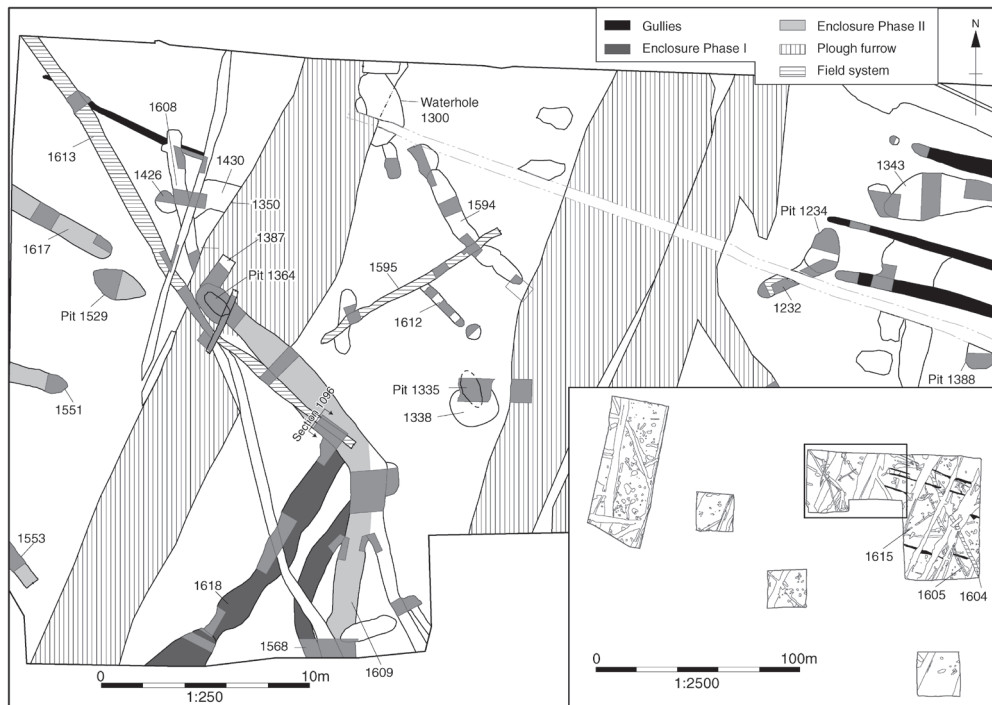 Gullies
Enclosure Phase I
Enclosure Phase II
Plough furrow
Field system
N
1608
Waterhole
1300
1613
1430
1426
1350
1343
1594
Pit 1234
1387
1617
Pit 1364
1595
Pit 1529
1612
1232
1551
Pit 1335
1338
Pit 1388
Section 1096
1553
1618
1615
1605
1604
1568
1609
0 10m
1:250
0 100m
1:2500